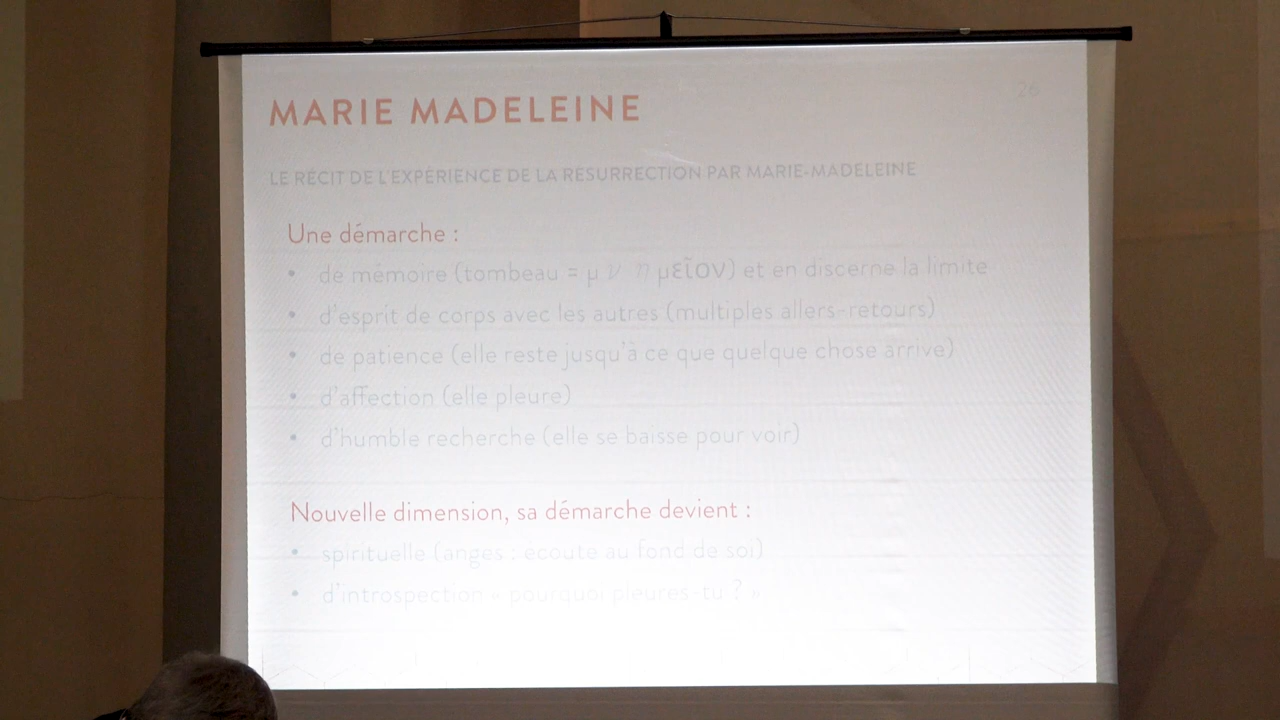 MARIE MADELEINE
26
LE RÉCIT DE L'EXPÉRIENCE DE LA RÉSURRECTION PAR MARIE-MADELEINE
Une démarche :
• de mémoire (tombeau = μ ν η μεῖον) et en discerne la limite
• d'esprit de corps avec les autres (multiples allers-retours)
• de patience (elle reste jusqu'à ce que quelque chose arrive)
• d'affection (elle pleure)
• d'humble recherche (elle se baisse pour voir)
Nouvelle dimension, sa démarche devient :
• spirituelle (anges : écoute au fond de soi)
• d'introspection « pourquoi pleures-tu ? »